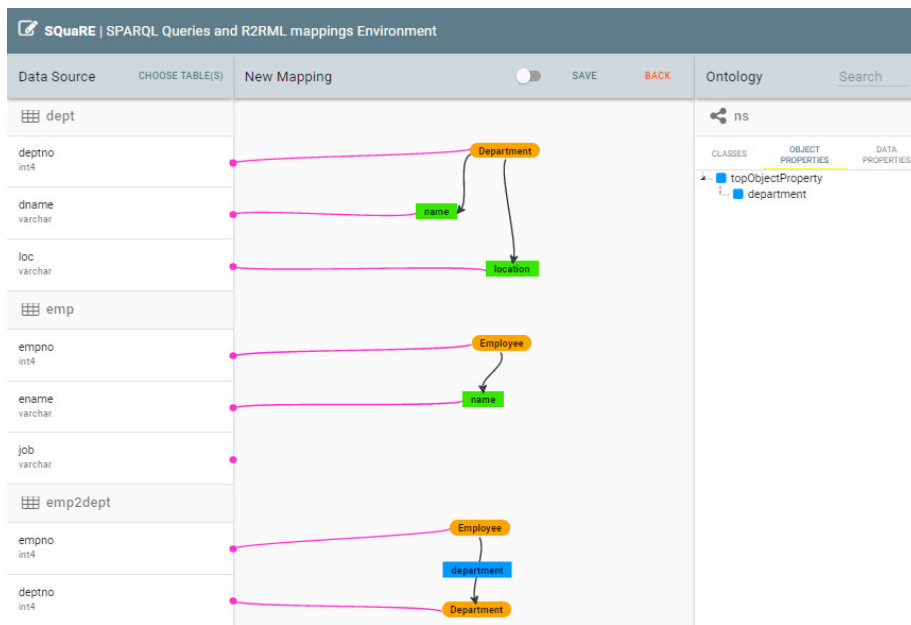 SQuaRE | SPARQL Queries and R2RML mappings Environment
Data Source
CHOOSE TABLE(S)
New Mapping
SAVE
BACK
Ontology
Search
dept
deptno
int4
dname
varchar
loc
varchar
emp
empno
int4
ename
varchar
job
varchar
emp2dept
empno
int4
deptno
int4
Department
name
location
Employee
name
Employee
department
Department
ns
CLASSES
OBJECT
PROPERTIES
DATA
PROPERTIES
topObjectProperty
department